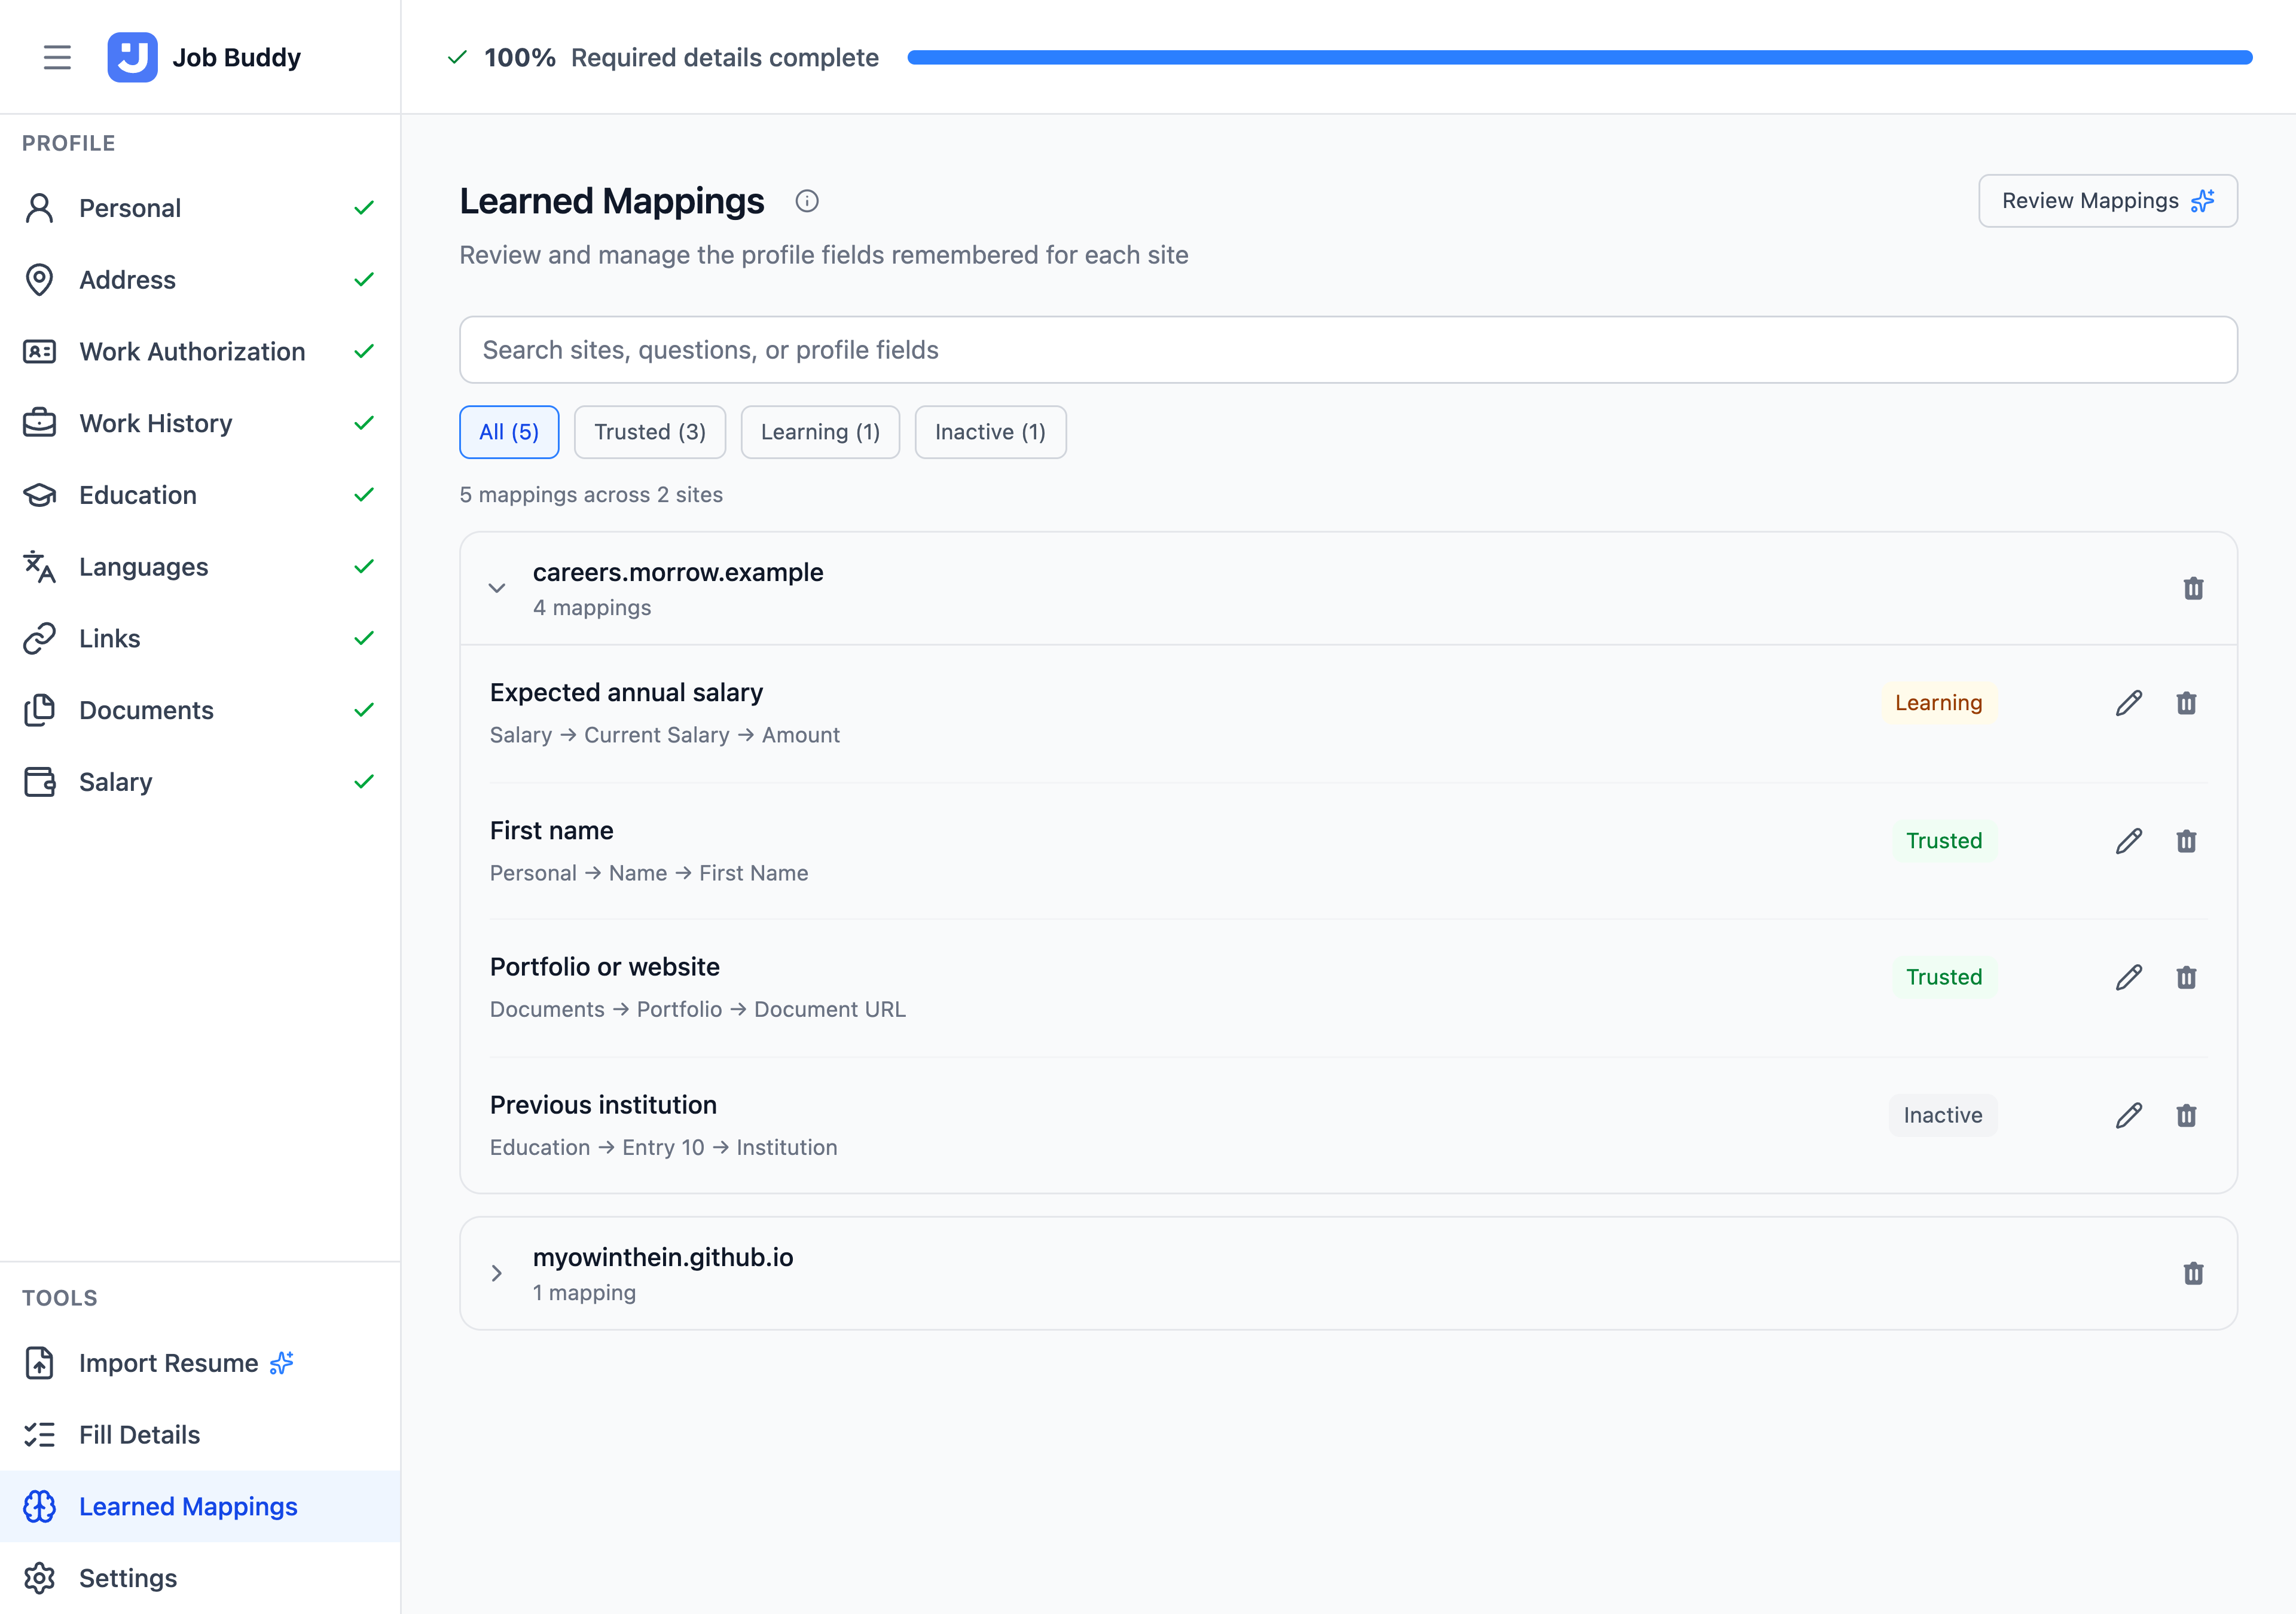 Job Buddy
100% Required details complete
PROFILE
Personal
Address
Work Authorization
Work History
Education
Languages
Links
Documents
Salary
TOOLS
Import Resume
Fill Details
Learned Mappings
Settings
Learned Mappings
Review Mappings
Review and manage the profile fields remembered for each site
Search sites, questions, or profile fields
All (5) Trusted (3) Learning (1) Inactive (1)
5 mappings across 2 sites
careers.morrow.example
4 mappings
Expected annual salary
Learning
Salary → Current Salary → Amount
First name
Trusted
Personal → Name → First Name
Portfolio or website
Trusted
Documents → Portfolio → Document URL
Previous institution
Inactive
Education → Entry 10 → Institution
myowinthein.github.io
1 mapping